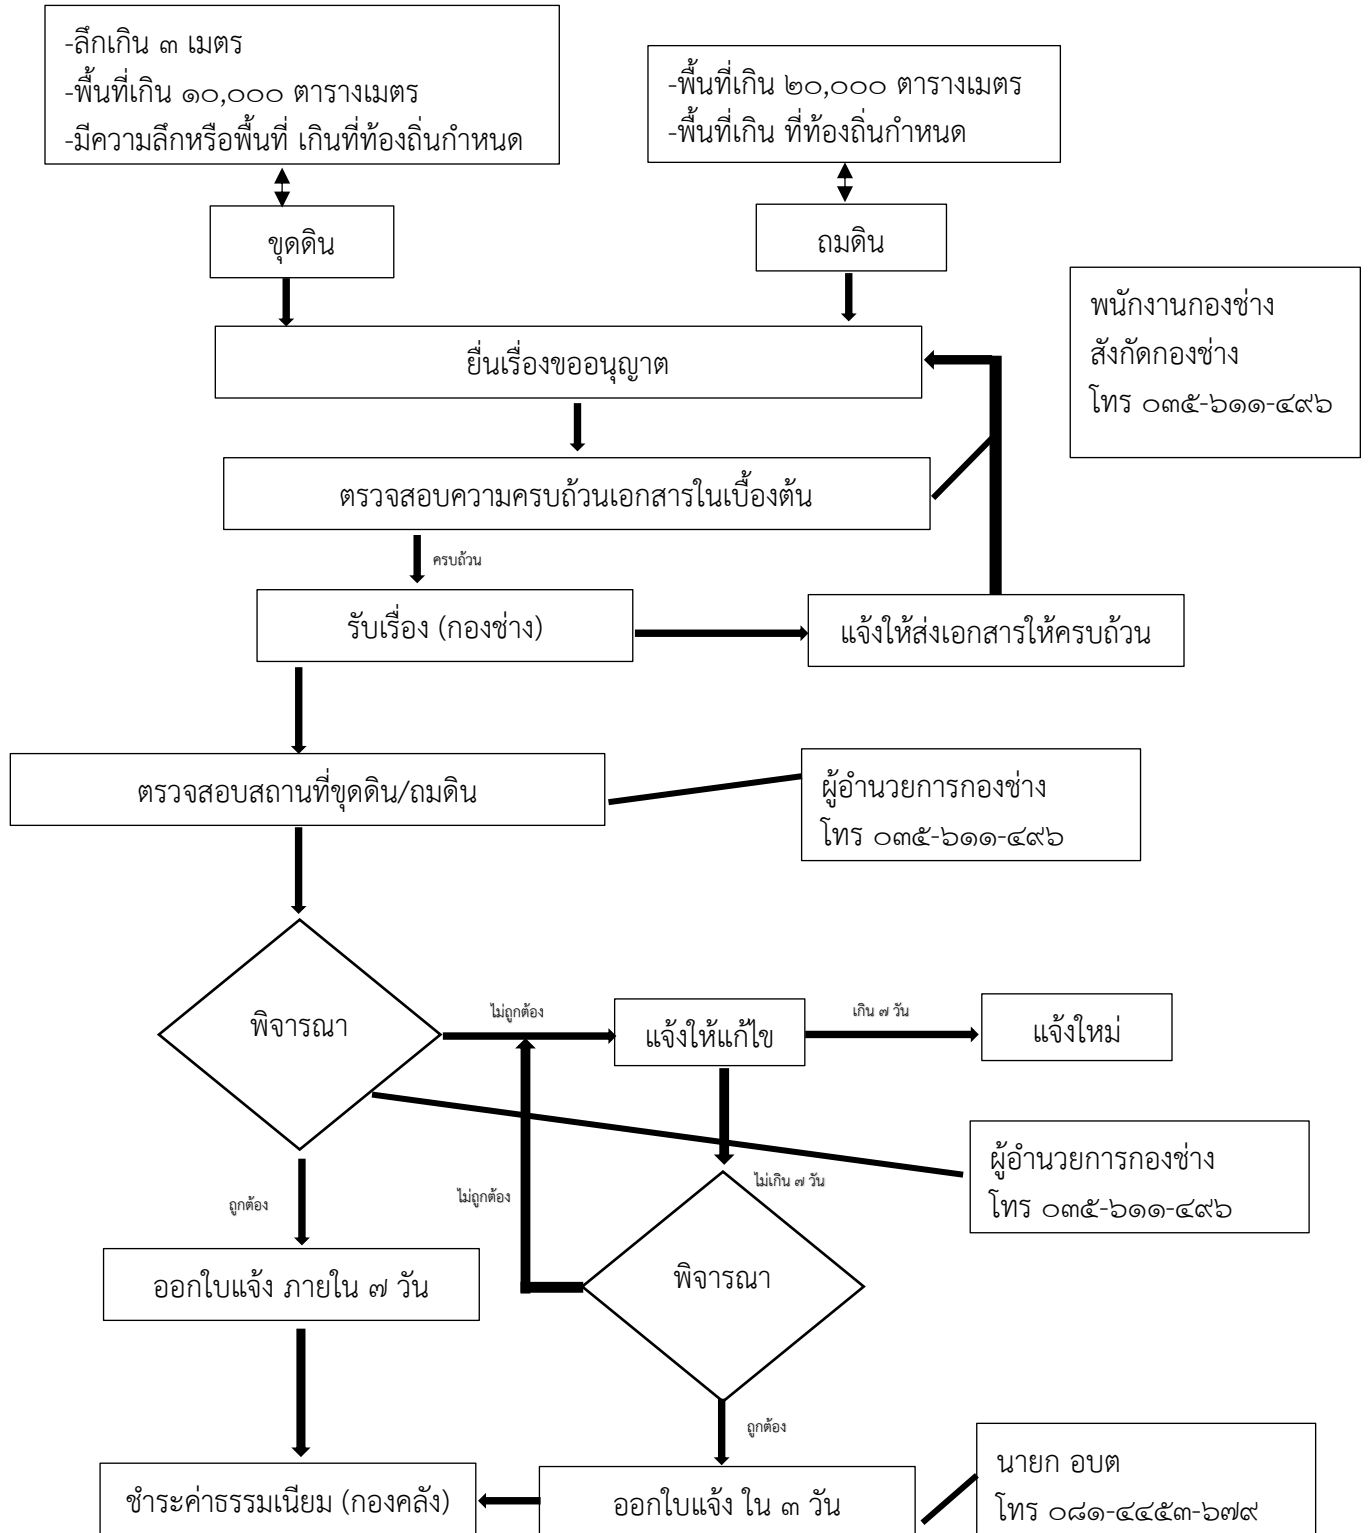 -ลึกเกิน ๓ เมตร
-พื้นที่เกิน ๑๐,๐๐๐ ตารางเมตร
-มีความลึกหรือพื้นที่ เกินที่ท้องถิ่นกำหนด
-พื้นที่เกิน ๒๐,๐๐๐ ตารางเมตร
-พื้นที่เกิน ที่ท้องถิ่นกำหนด
ขุดดิน
ถมดิน
พนักงานกองช่าง
สังกัดกองช่าง
โทร ๐๓๕-๖๑๑-๔๙๖
ยื่นเรื่องขออนุญาต
ตรวจสอบความครบถ้วนเอกสารในเบื้องต้น
ครบถ้วน
รับเรื่อง (กองช่าง)
แจ้งให้ส่งเอกสารให้ครบถ้วน
ตรวจสอบสถานที่ขุดดิน/ถมดิน
ผู้อำนวยการกองช่าง
โทร ๐๓๕-๖๑๑-๔๙๖
พิจารณา
ไม่ถูกต้อง
แจ้งให้แก้ไข
เกิน ๗ วัน
แจ้งใหม่
ผู้อำนวยการกองช่าง
โทร ๐๓๕-๖๑๑-๔๙๖
ถูกต้อง
ไม่ถูกต้อง
ไม่เกิน ๗ วัน
ออกใบแจ้ง ภายใน ๗ วัน
พิจารณา
ถูกต้อง
ชำระค่าธรรมเนียม (กองคลัง)
ออกใบแจ้ง ใน ๓ วัน
นายก อบต
โทร ๐๘๑-๔๔๕๓-๖๗๙